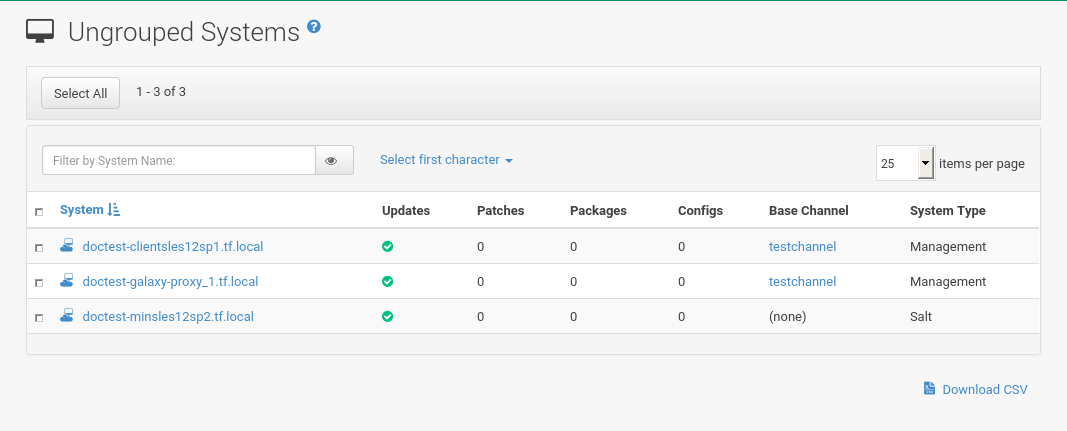 Ungrouped Systems ?
Select All 1 - 3 of 3
Filter by System Name: Select first character 25 items per page
System Updates Patches Packages Configs Base Channel System Type
doctest-clientsles12sp1.tf.local 0 0 0 testchannel Management
doctest-galaxy-proxy_1.tf.local 0 0 0 testchannel Management
doctest-minsles12sp2.tf.local 0 0 0 (none) Salt
Download CSV